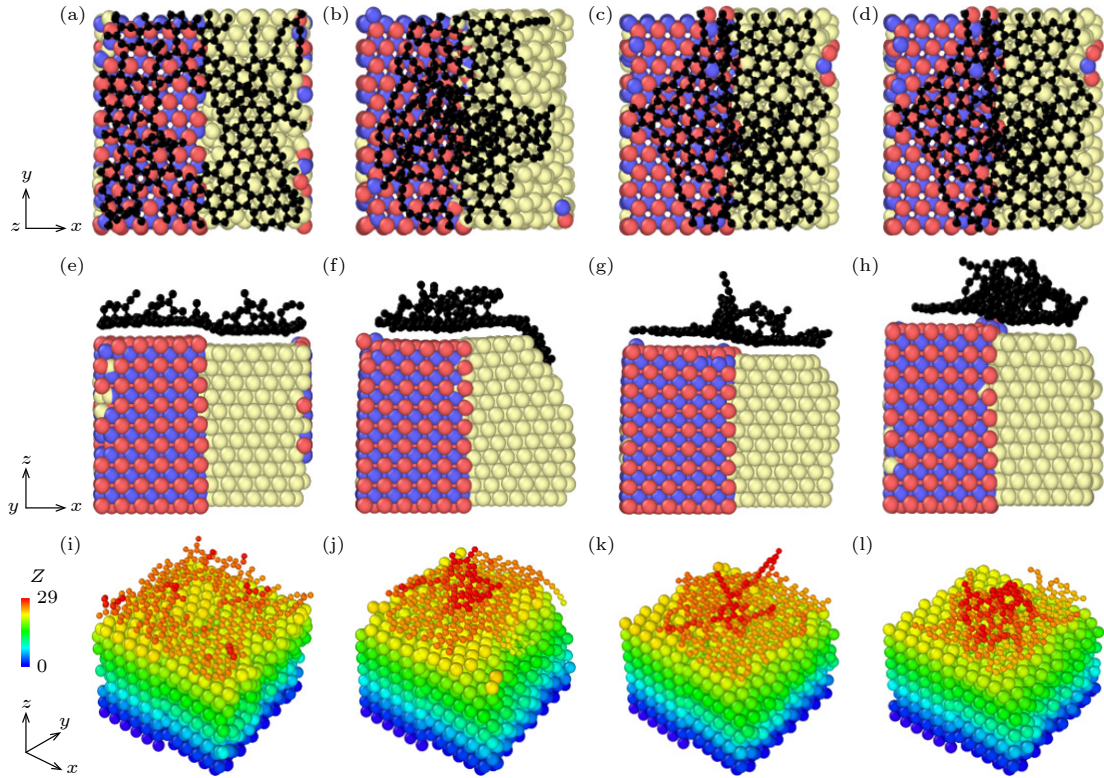 (a) (b) (c) (d)
y
z x
(e) (f) (g) (h)
z
y x
(i) (j) (k) (l)
Z
29
0
z
y
x